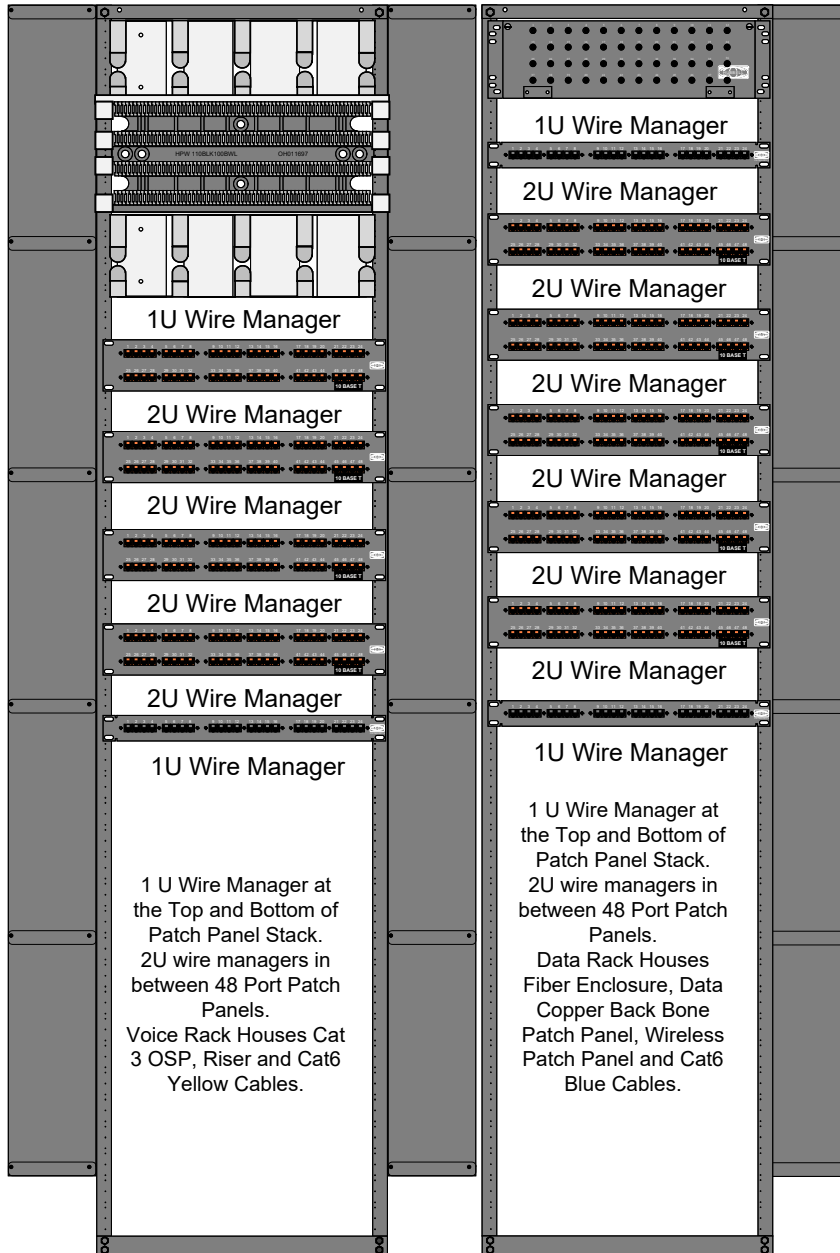 HPW 110BLK100BWL OH011697
1U Wire Manager
10 BASE T
2U Wire Manager
10 BASE T
2U Wire Manager
10 BASE T
2U Wire Manager
10 BASE T
2U Wire Manager
1U Wire Manager
1 U Wire Manager at
the Top and Bottom of
Patch Panel Stack.
2U wire managers in
between 48 Port Patch
Panels.
Voice Rack Houses Cat
3 OSP, Riser and Cat6
Yellow Cables.
1U Wire Manager
2U Wire Manager
10 BASE T
2U Wire Manager
10 BASE T
2U Wire Manager
10 BASE T
2U Wire Manager
10 BASE T
2U Wire Manager
10 BASE T
2U Wire Manager
1U Wire Manager
1 U Wire Manager at
the Top and Bottom of
Patch Panel Stack.
2U wire managers in
between 48 Port Patch
Panels.
Data Rack Houses
Fiber Enclosure, Data
Copper Back Bone
Patch Panel, Wireless
Patch Panel and Cat6
Blue Cables.